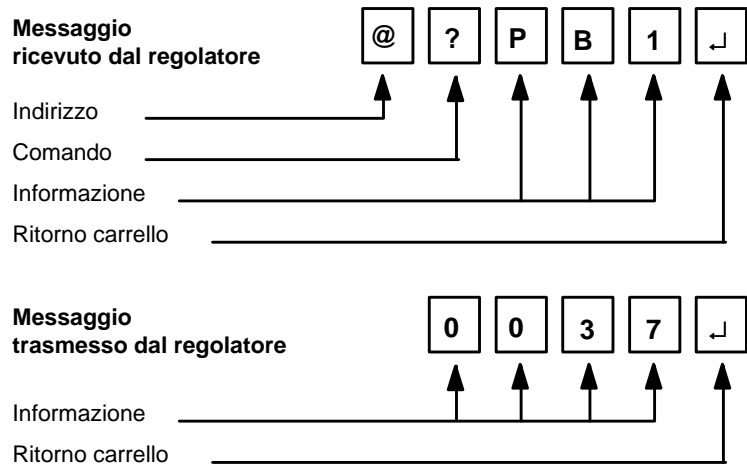 Messaggio
ricevuto dal regolatore
@ ? P B 1 ↵
Indirizzo
Comando
Informazione
Ritorno carrello
Messaggio
trasmesso dal regolatore
0 0 3 7 ↵
Informazione
Ritorno carrello